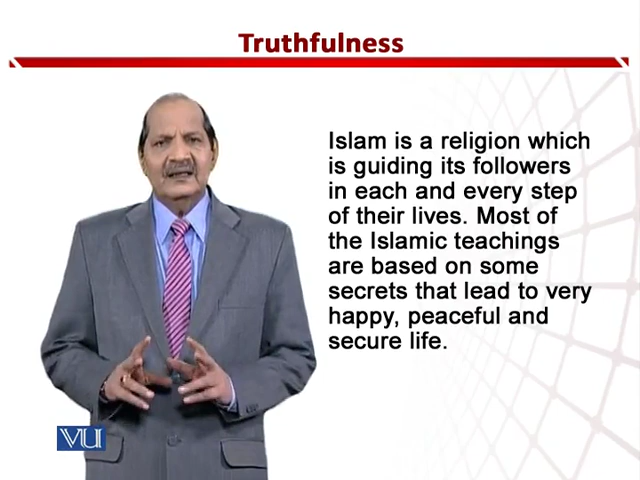 Truthfulness
Islam is a religion which
is guiding its followers
in each and every step
of their lives. Most of
the Islamic teachings
are based on some
secrets that lead to very
happy, peaceful and
secure life.
VU